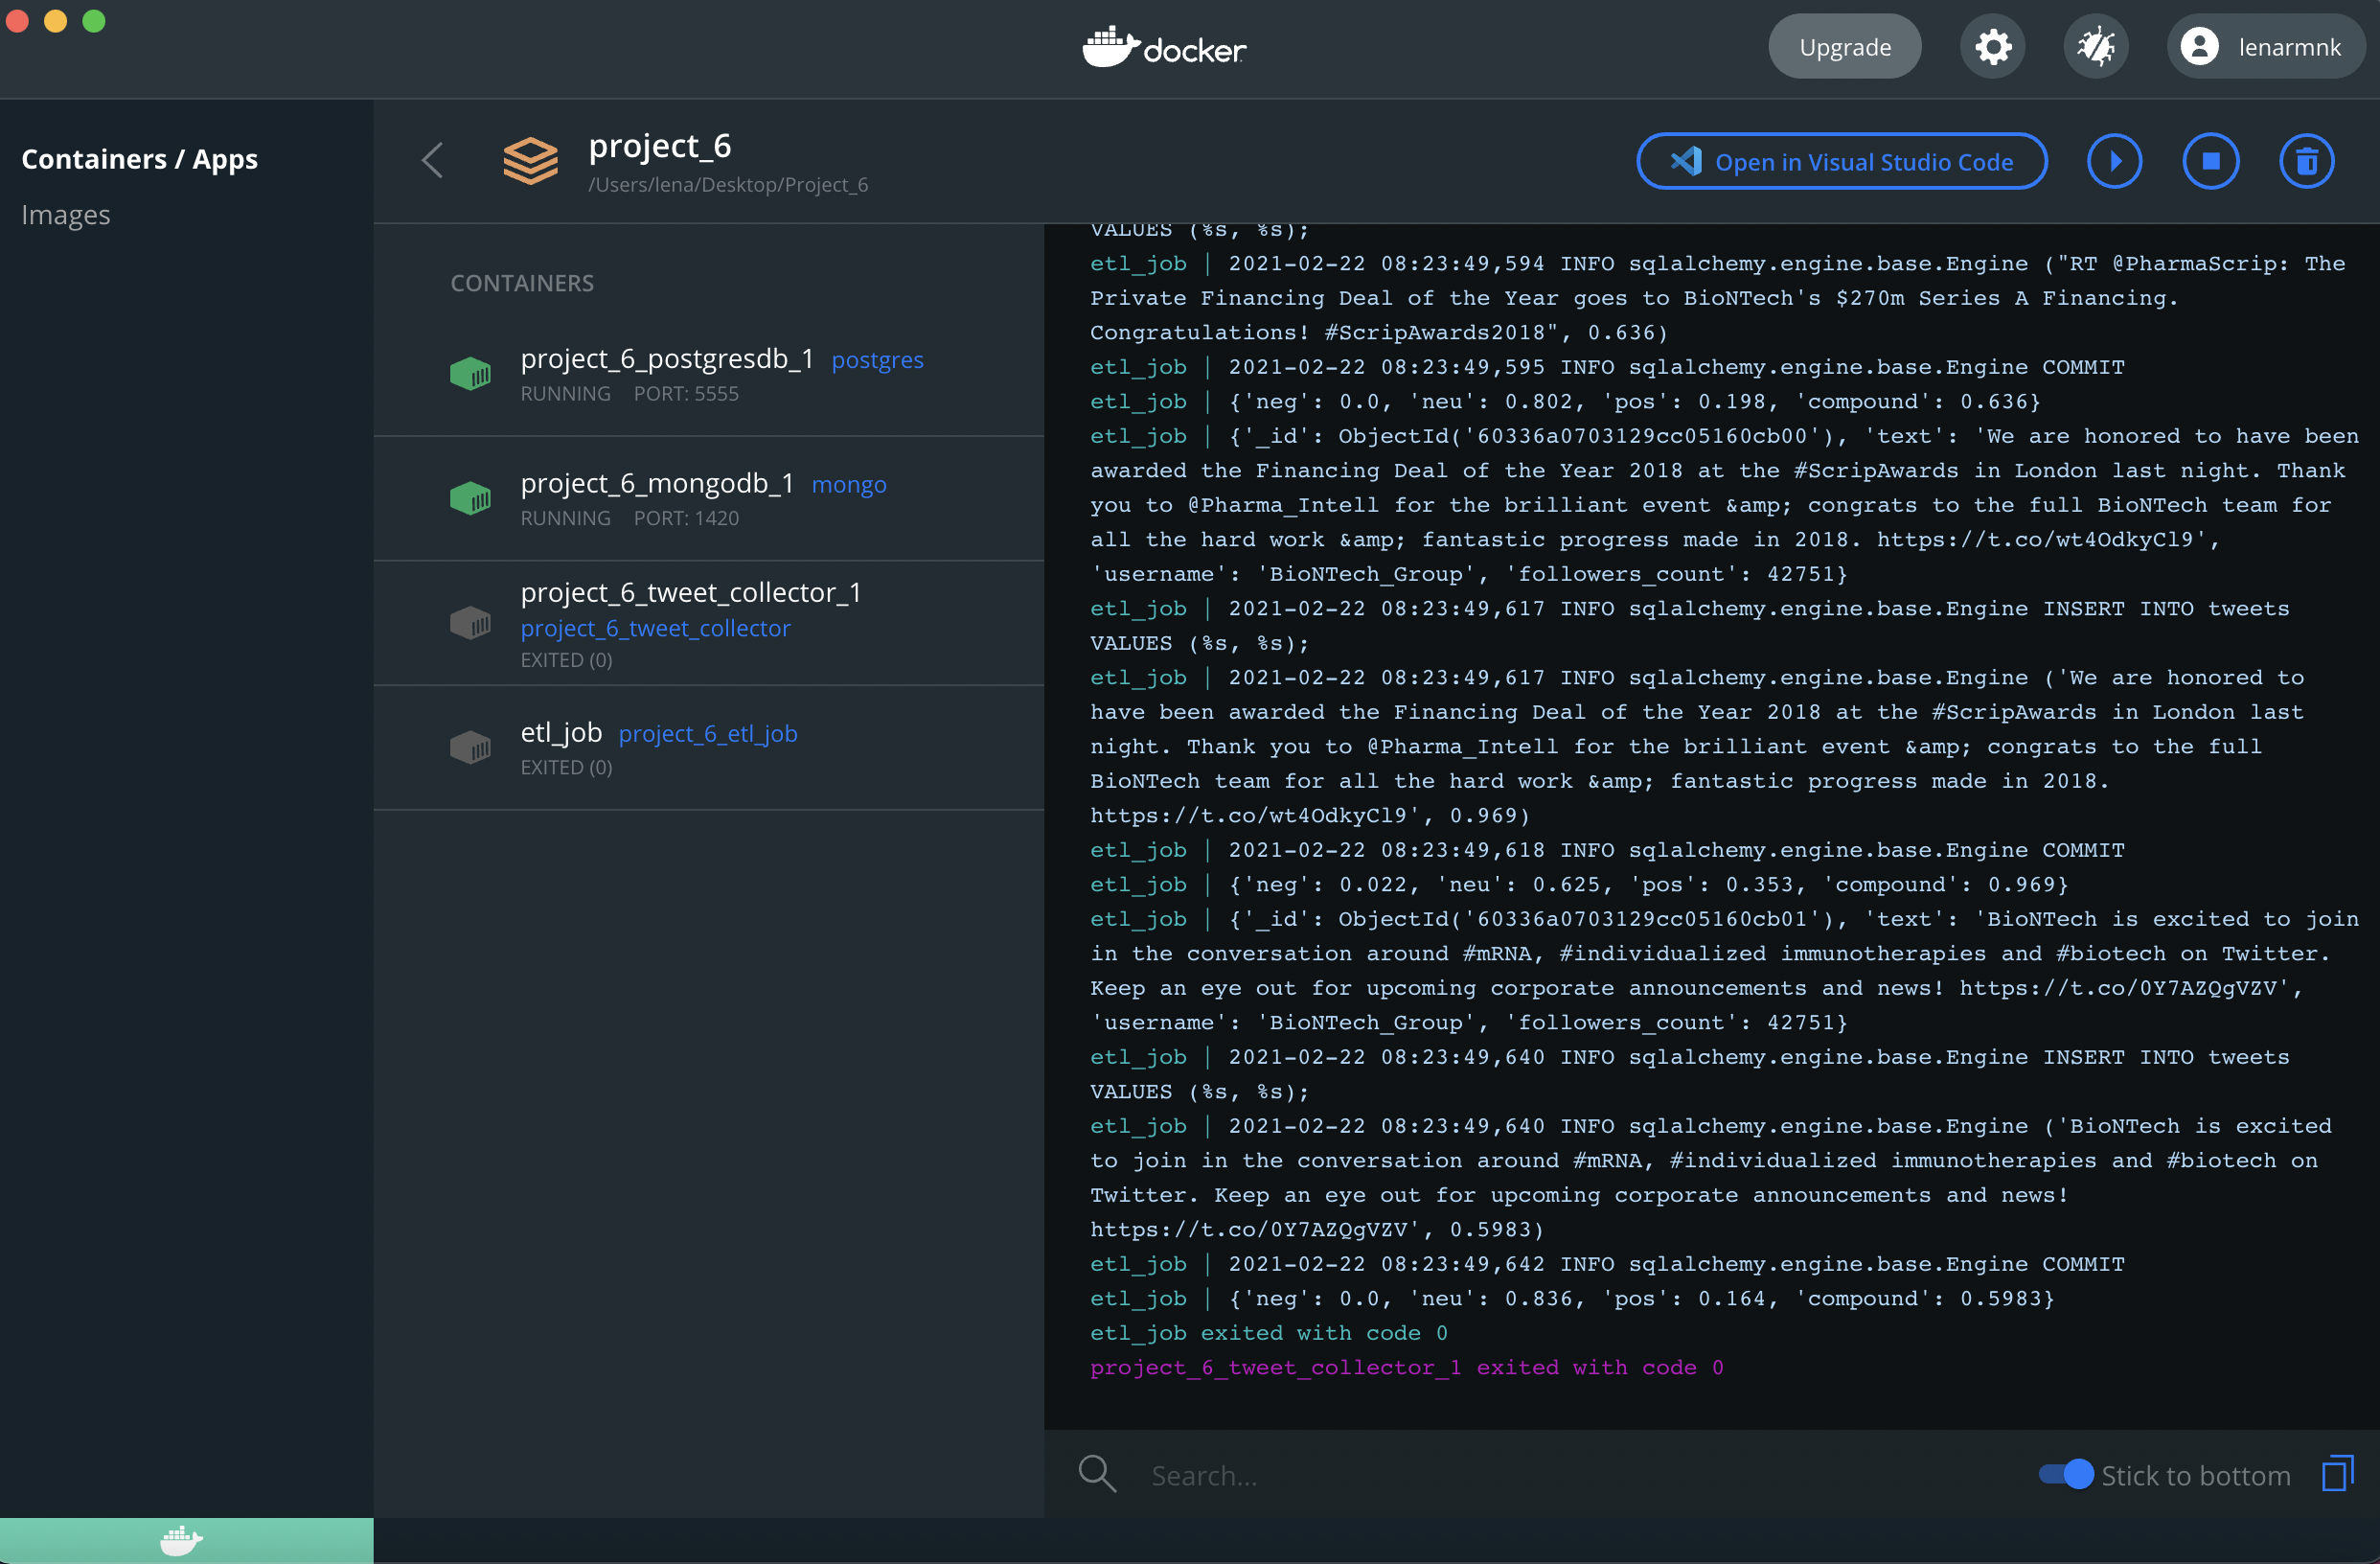 docker
Upgrade
lenarmnk
Containers / Apps
Images
project_6
/Users/lena/Desktop/Project_6
Open in Visual Studio Code
CONTAINERS
project_6_postgresdb_1 postgres
RUNNING PORT: 5555
project_6_mongodb_1 mongo
RUNNING PORT: 1420
project_6_tweet_collector_1
project_6_tweet_collector
EXITED (0)
etl_job project_6_etl_job
EXITED (0)
VALUES (%s, %s);
etl_job | 2021-02-22 08:23:49,594 INFO sqlalchemy.engine.base.Engine ("RT @PharmaScrip: The
Private Financing Deal of the Year goes to BioNTech's $270m Series A Financing.
Congratulations! #ScripAwards2018", 0.636)
etl_job | 2021-02-22 08:23:49,595 INFO sqlalchemy.engine.base.Engine COMMIT
etl_job | {'neg': 0.0, 'neu': 0.802, 'pos': 0.198, 'compound': 0.636}
etl_job | {'_id': ObjectId('60336a0703129cc05160cb00'), 'text': 'We are honored to have been
awarded the Financing Deal of the Year 2018 at the #ScripAwards in London last night. Thank
you to @Pharma_Intell for the brilliant event &amp; congrats to the full BioNTech team for
all the hard work &amp; fantastic progress made in 2018. https://t.co/wt4OdkyCl9',
'username': 'BioNTech_Group', 'followers_count': 42751}
etl_job | 2021-02-22 08:23:49,617 INFO sqlalchemy.engine.base.Engine INSERT INTO tweets
VALUES (%s, %s);
etl_job | 2021-02-22 08:23:49,617 INFO sqlalchemy.engine.base.Engine ('We are honored to
have been awarded the Financing Deal of the Year 2018 at the #ScripAwards in London last
night. Thank you to @Pharma_Intell for the brilliant event &amp; congrats to the full
BioNTech team for all the hard work &amp; fantastic progress made in 2018.
https://t.co/wt4OdkyCl9', 0.969)
etl_job | 2021-02-22 08:23:49,618 INFO sqlalchemy.engine.base.Engine COMMIT
etl_job | {'neg': 0.022, 'neu': 0.625, 'pos': 0.353, 'compound': 0.969}
etl_job | {'_id': ObjectId('60336a0703129cc05160cb01'), 'text': 'BioNTech is excited to join
in the conversation around #mRNA, #individualized immunotherapies and #biotech on Twitter.
Keep an eye out for upcoming corporate announcements and news! https://t.co/0Y7AZQgVZV',
'username': 'BioNTech_Group', 'followers_count': 42751}
etl_job | 2021-02-22 08:23:49,640 INFO sqlalchemy.engine.base.Engine INSERT INTO tweets
VALUES (%s, %s);
etl_job | 2021-02-22 08:23:49,640 INFO sqlalchemy.engine.base.Engine ('BioNTech is excited
to join in the conversation around #mRNA, #individualized immunotherapies and #biotech on
Twitter. Keep an eye out for upcoming corporate announcements and news!
https://t.co/0Y7AZQgVZV', 0.5983)
etl_job | 2021-02-22 08:23:49,642 INFO sqlalchemy.engine.base.Engine COMMIT
etl_job | {'neg': 0.0, 'neu': 0.836, 'pos': 0.164, 'compound': 0.5983}
etl_job exited with code 0
project_6_tweet_collector_1 exited with code 0
Search...
Stick to bottom